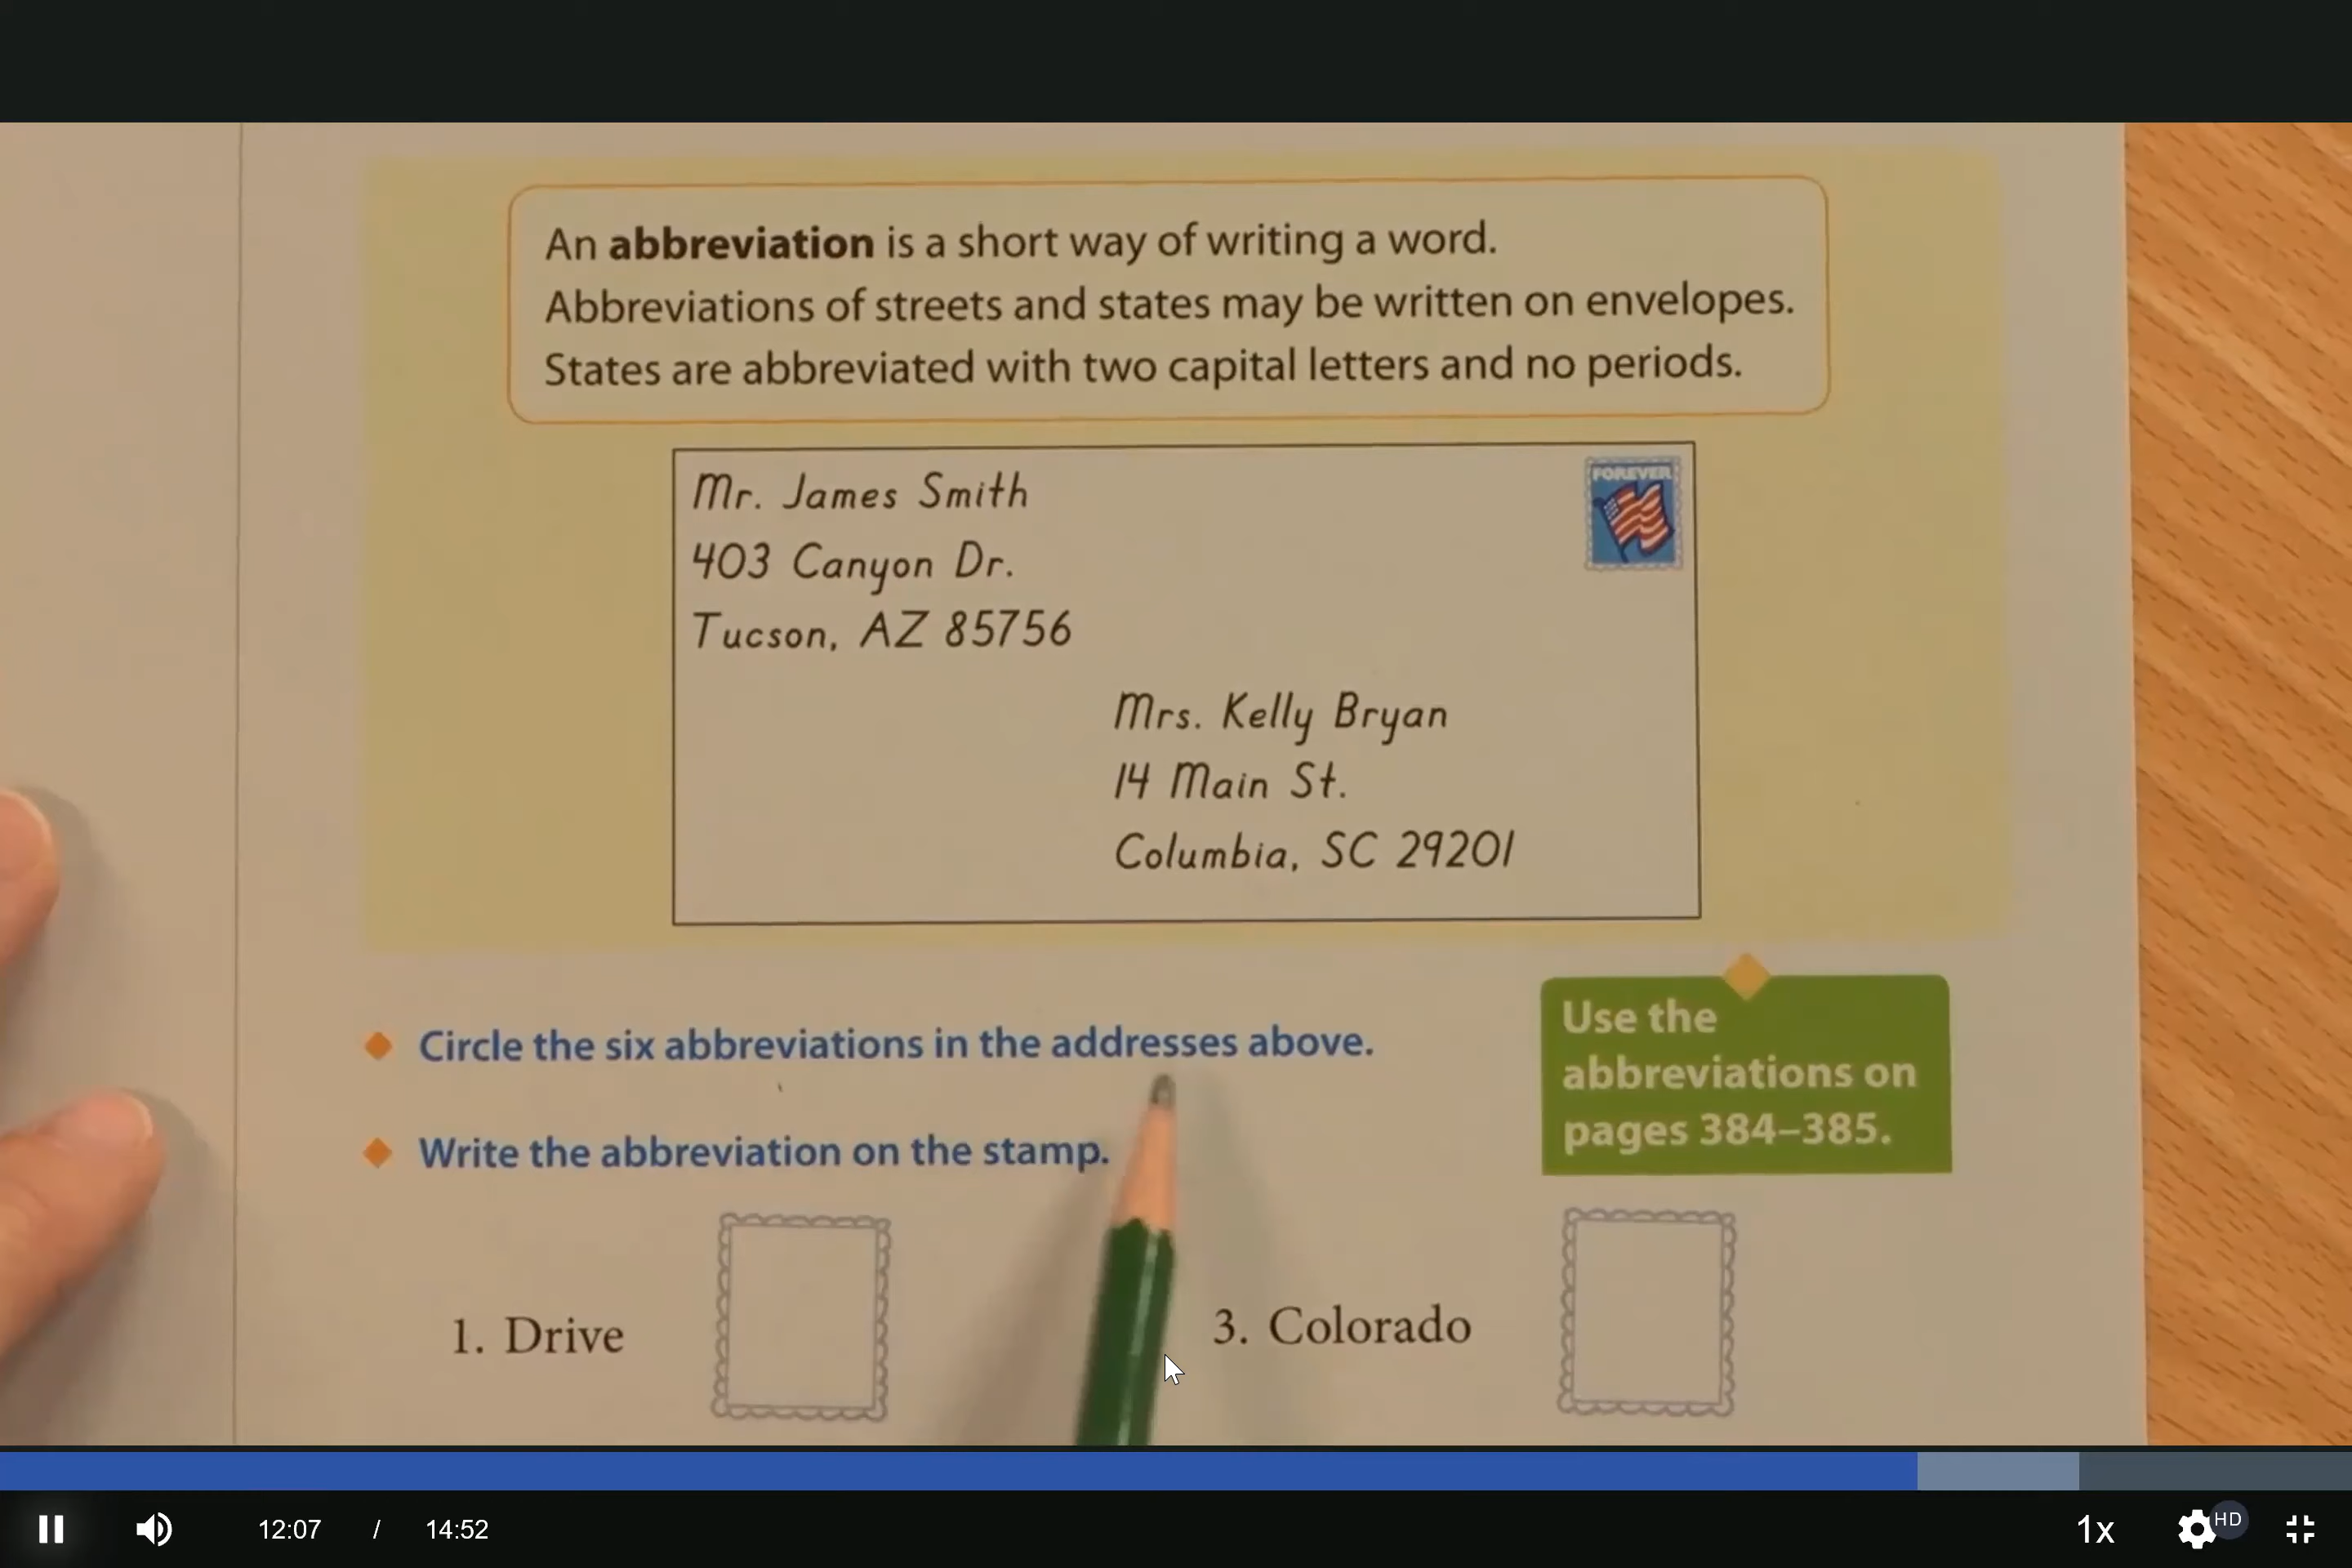 An abbreviation is a short way of writing a word.
Abbreviations of streets and states may be written on envelopes.
States are abbreviated with two capital letters and no periods.
Mr. James Smith
403 Canyon Dr.
Tucson, AZ 85756
FOREVER
Mrs. Kelly Bryan
14 Main St.
Columbia, SC 29201
Circle the six abbreviations in the addresses above.
Write the abbreviation on the stamp.
Use the
abbreviations on
pages 384–385.
1. Drive
3. Colorado
12:07 / 14:52
1x
HD